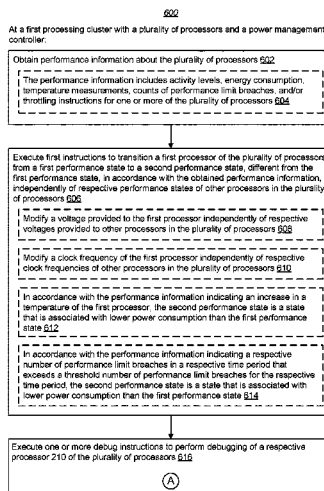 600
At a first processing cluster with a plurality of processors and a power management
controller:
Obtain performance information about the plurality of processors 602
The performance information includes activity levels, energy consumption,
temperature measurements, counts of performance limit breaches, and/or
throttling instructions for one or more of the plurality of processors 604
Execute first instructions to transition a first processor of the plurality of processors
from a first performance state to a second performance state, different from the
first performance state, in accordance with the obtained performance information,
independently of respective performance states of other processors in the plurality
of processors 606
Modify a voltage provided to the first processor independently of respective
voltages provided to other processors in the plurality of processors 608
Modify a clock frequency of the first processor independently of respective
clock frequencies of other processors in the plurality of processors 610
In accordance with the performance information indicating an increase in a
temperature of the first processor, the second performance state is a state
that is associated with lower power consumption than the first performance
state 612
In accordance with the performance information indicating a respective
number of performance limit breaches in a respective time period that
exceeds a threshold number of performance limit breaches for the respective
time period, the second performance state is a state that is associated with
lower power consumption than the first performance state 614
Execute one or more debug instructions to perform debugging of a respective
processor 210 of the plurality of processors 616
A